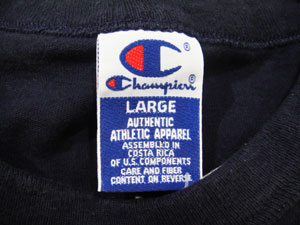 Champion®
LARGE
AUTHENTIC
ATHLETIC APPAREL
ASSEMBLED IN
COSTA RICA
OF U.S. COMPONENTS
CARE AND FIBER
CONTENT ON REVERSE